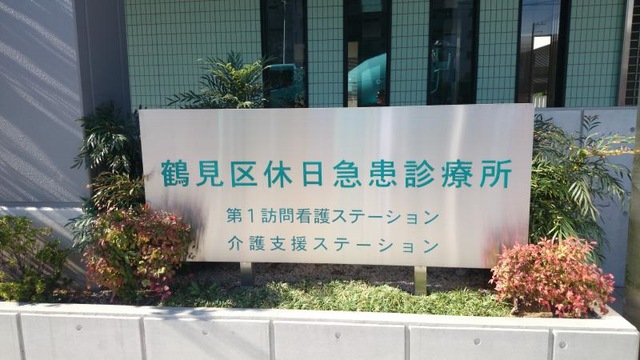 鶴見区休日急患診療所
第1訪問看護ステーション
介護支援ステーション